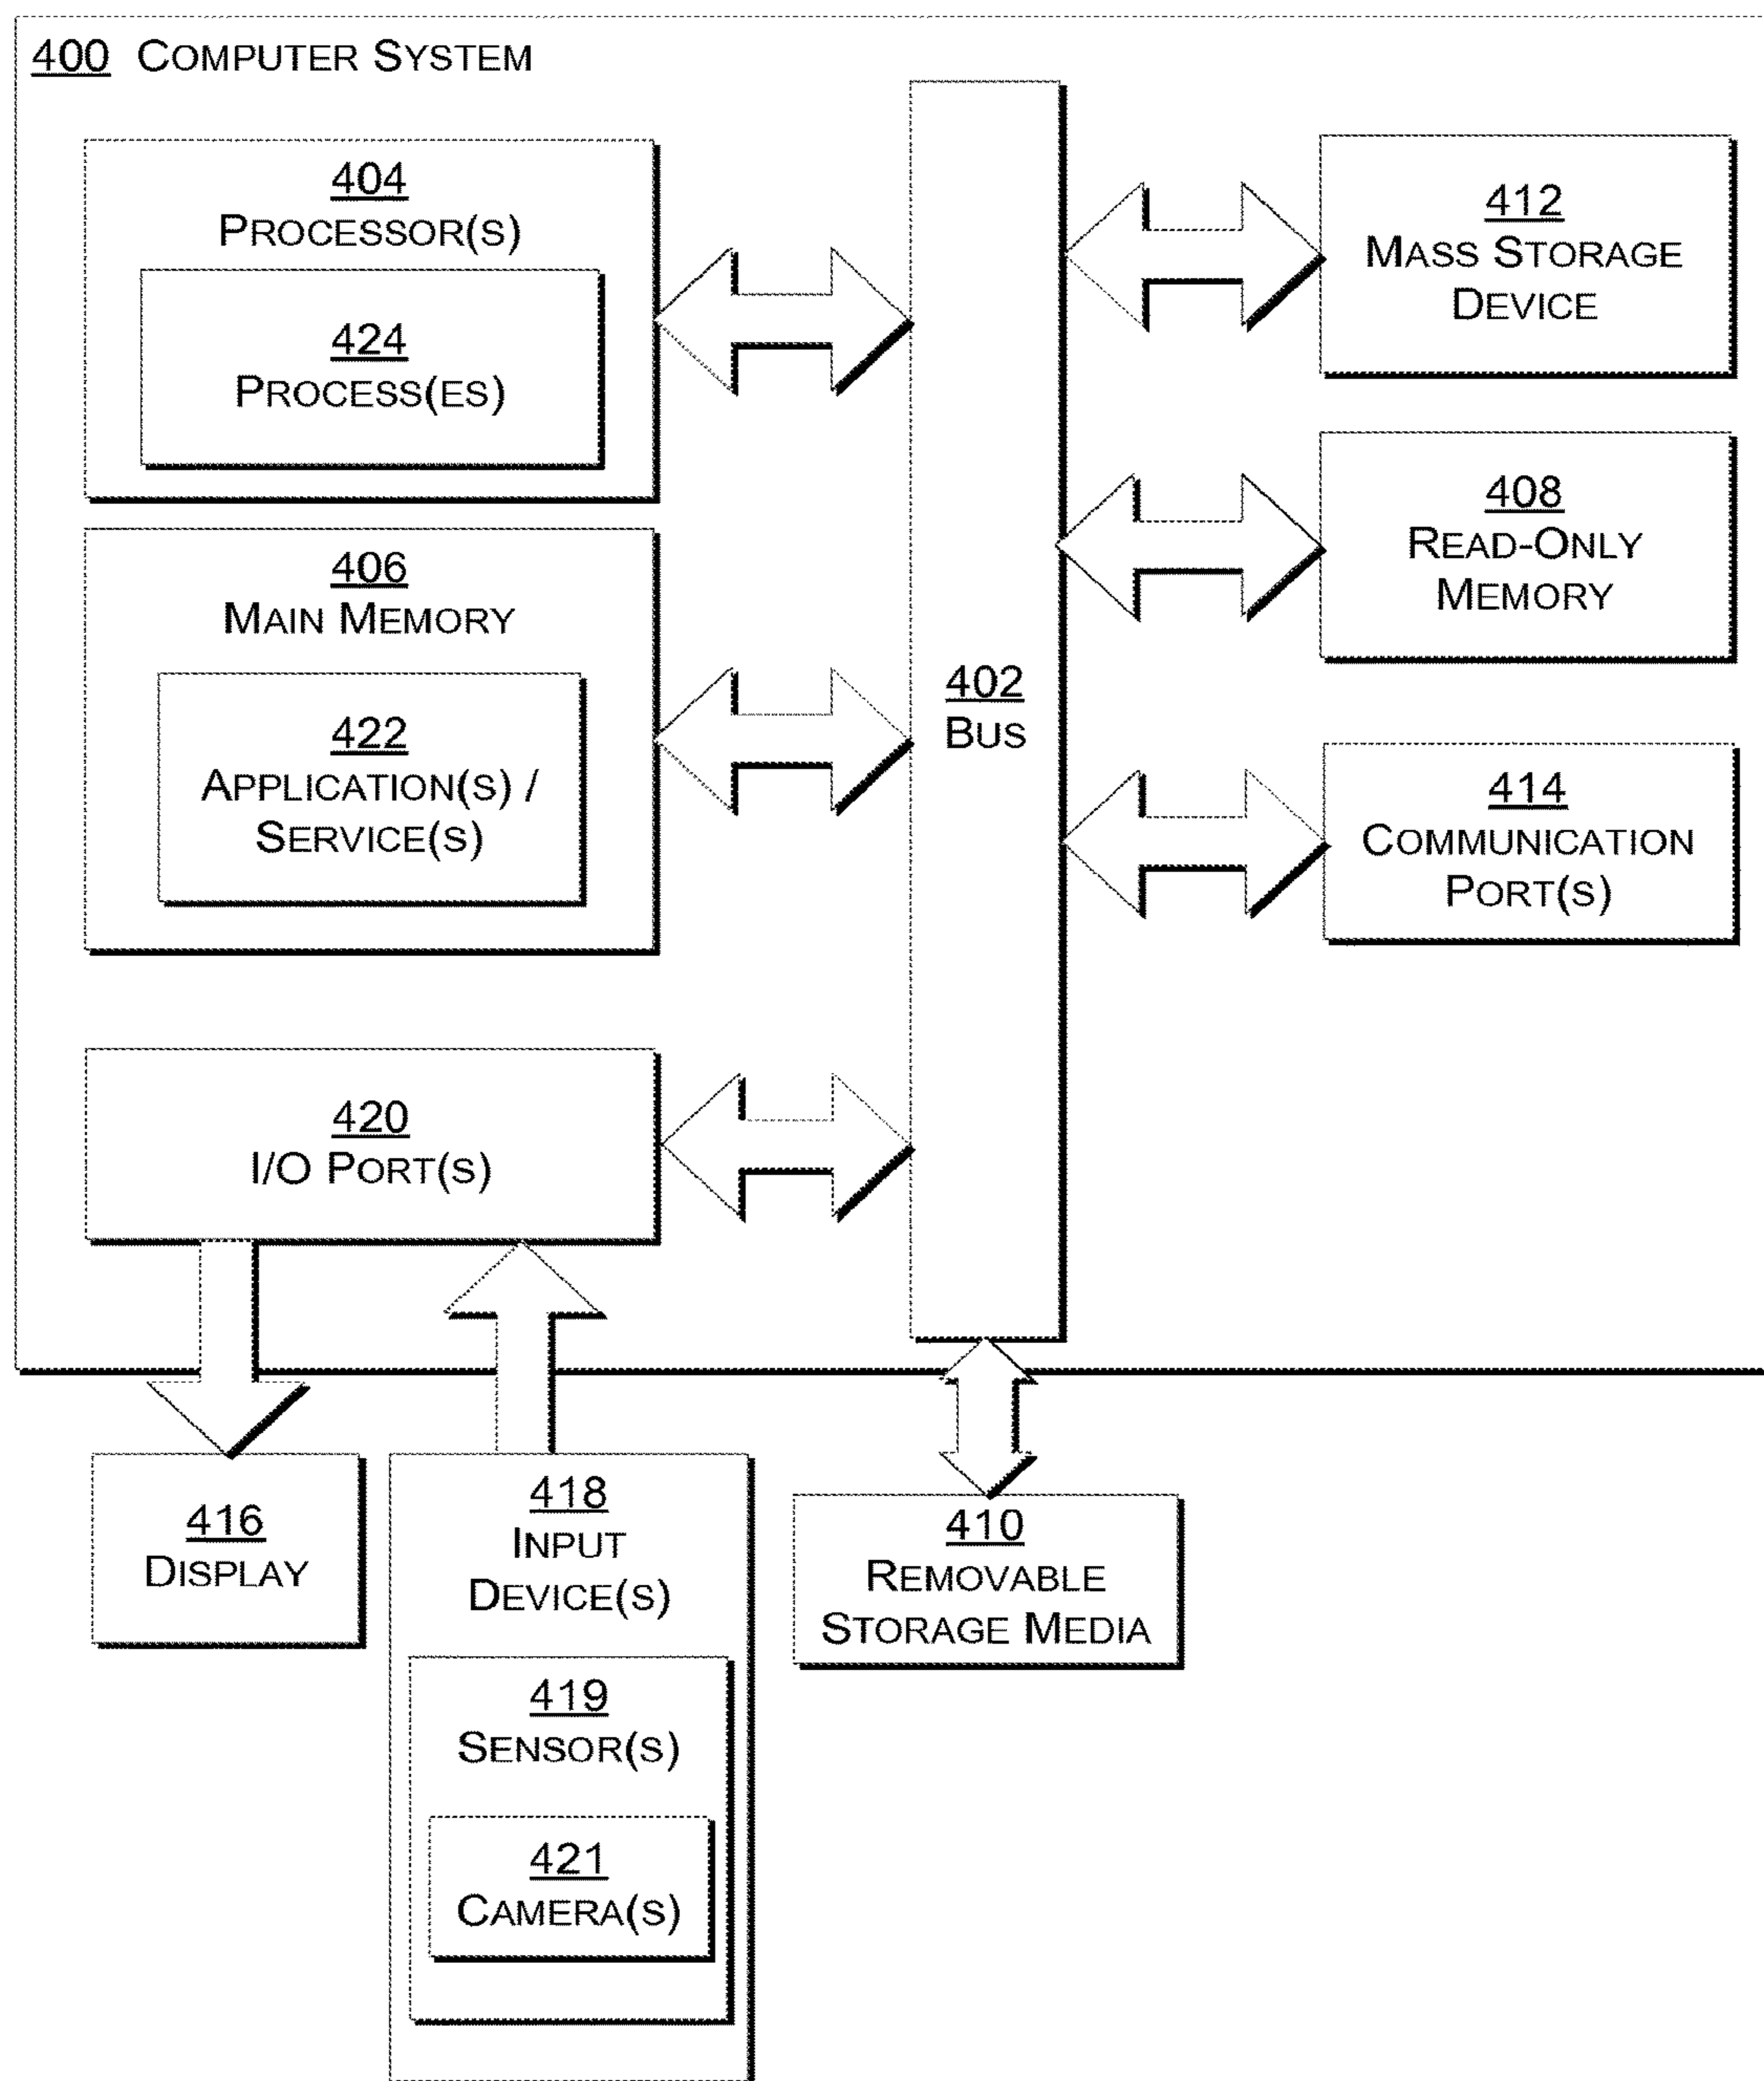 400 COMPUTER SYSTEM
404
PROCESSOR(S)
424
PROCESS(ES)
406
MAIN MEMORY
422
APPLICATION(S) /
SERVICE(S)
420
I/O PORT(S)
402
BUS
412
MASS STORAGE
DEVICE
408
READ-ONLY
MEMORY
414
COMMUNICATION
PORT(S)
416
DISPLAY
418
INPUT
DEVICE(S)
419
SENSOR(S)
421
CAMERA(S)
410
REMOVABLE
STORAGE MEDIA